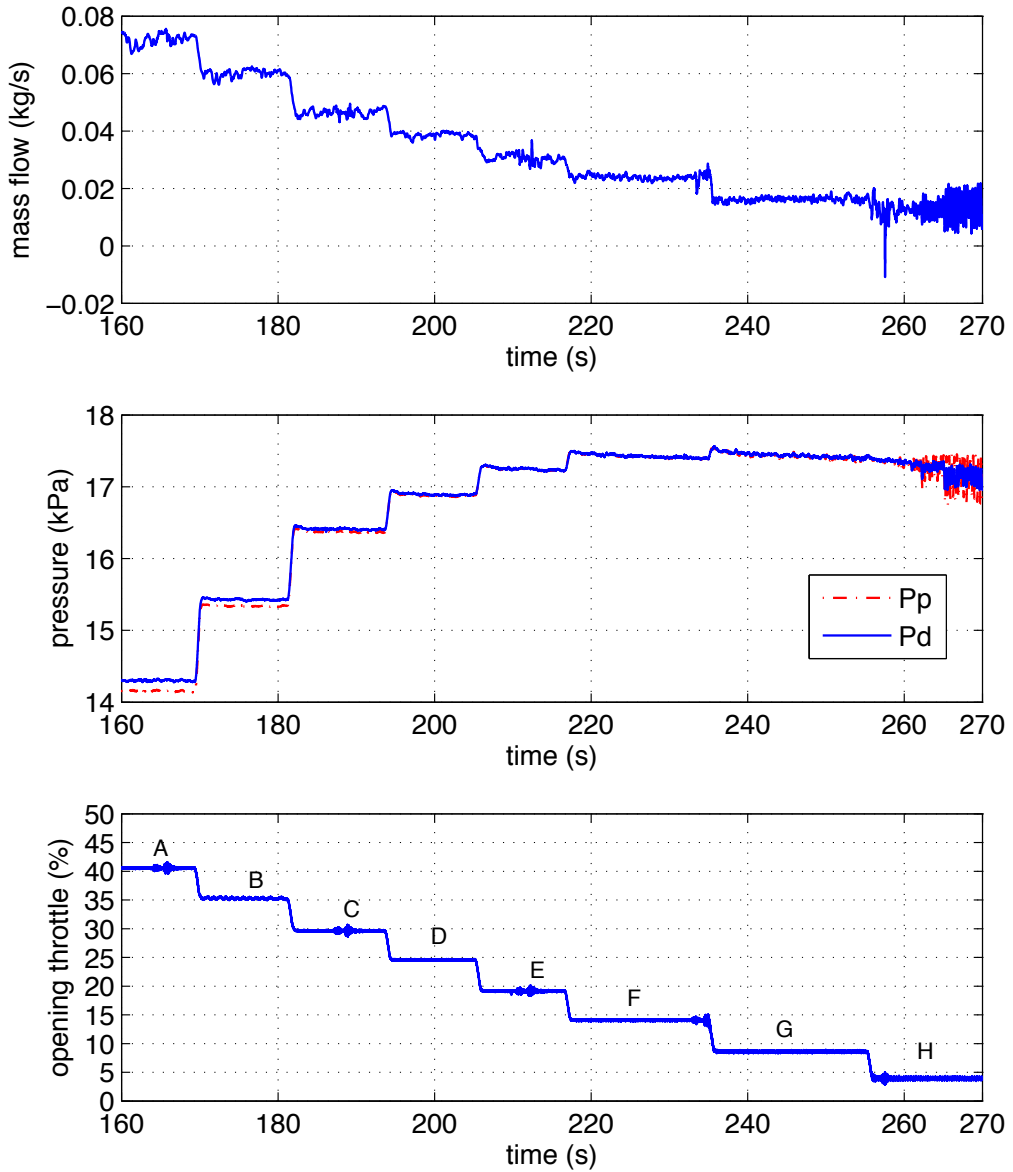 0.08
0.06
0.04
0.02
0
−0.02
mass flow (kg/s)
160 180 200 220 240 260 270
time (s)
18
17
16
15
14
pressure (kPa)
Pp
Pd
160 180 200 220 240 260 270
time (s)
50
45
40
35
30
25
20
15
10
5
0
opening throttle (%)
A
B
C
D
E
F
G
H
160 180 200 220 240 260 270
time (s)